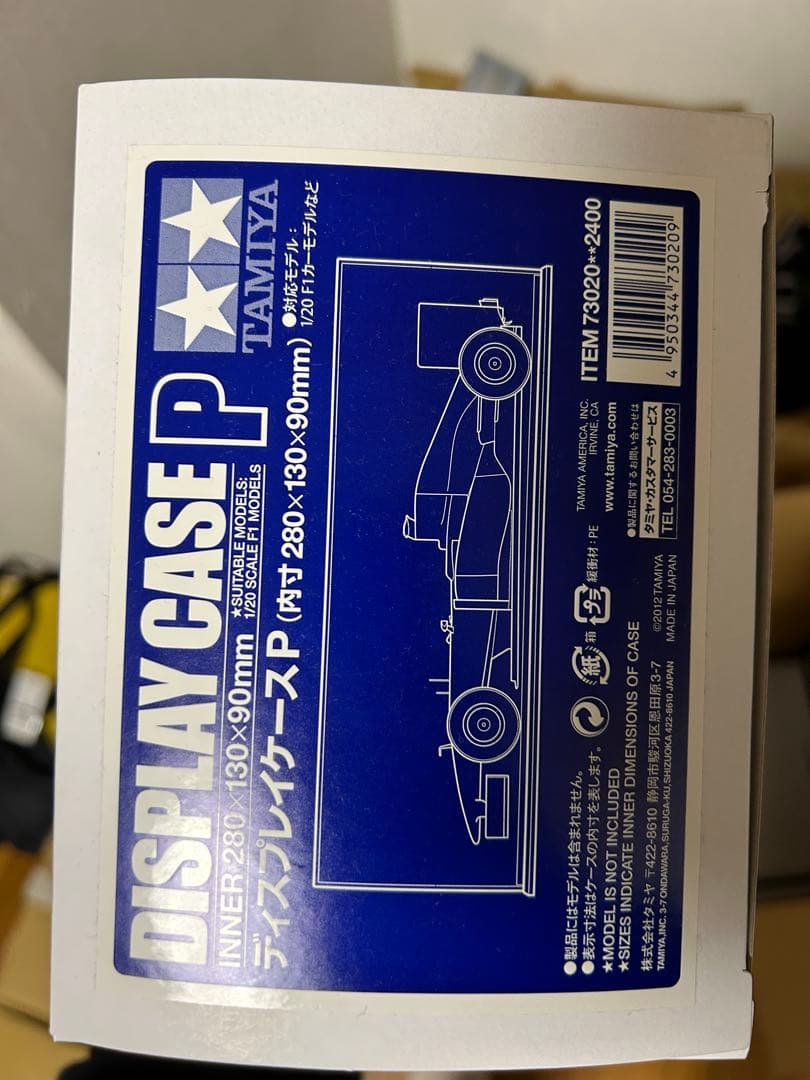 DISPLAY CASE P
INNER 280×130×90mm
★SUITABLE MODELS:
1/20 SCALE F1 MODELS
TAMIYA
ディスプレイケースP(内寸280×130×90mm)
●対応モデル:
1/20 F1カーモデルなど
●製品にはモデルは含まれません。
●表示寸法はケースの内寸を表します。
★MODEL IS NOT INCLUDED
★SIZES INDICATE INNER DIMENSIONS OF CASE
紙
箱
プラ
緩衝材:PE
TAMIYA AMERICA, INC.
IRVINE, CA
www.tamiya.com
ITEM 73020**2400
4 950344 730209
株式会社タミヤ 〒422-8610 静岡市駿河区恩田原3-7
TAMIYA,INC. 3-7 ONDAWARA, SURUGA-KU, SHIZUOKA 422-8610 JAPAN
©2012 TAMIYA
MADE IN JAPAN
●製品に関するお問い合わせは
タミヤ・カスタマーサービス
TEL 054-283-0003